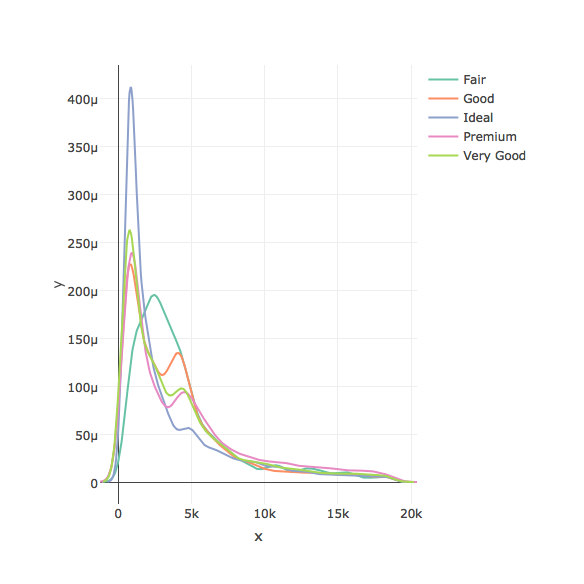 Fair
Good
Ideal
Premium
Very Good
400μ
350μ
300μ
250μ
200μ
150μ
100μ
50μ
0
y
0 5k 10k 15k 20k
x